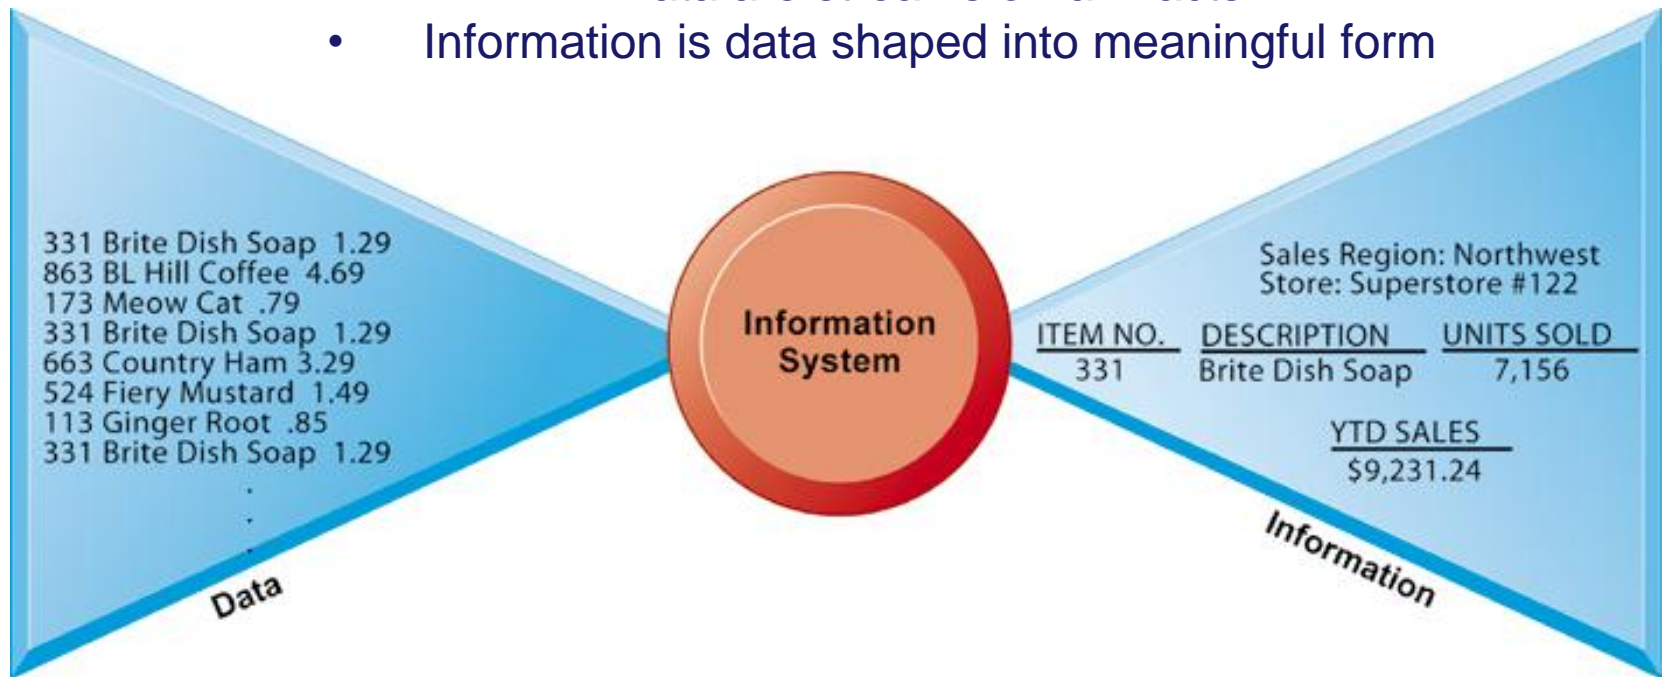 • Information is data shaped into meaningful form
331 Brite Dish Soap 1.29
863 BL Hill Coffee 4.69
173 Meow Cat .79
331 Brite Dish Soap 1.29
663 Country Ham 3.29
524 Fiery Mustard 1.49
113 Ginger Root .85
331 Brite Dish Soap 1.29
.
.
.
Data
Information
System
Sales Region: Northwest
Store: Superstore #122
ITEM NO. DESCRIPTION UNITS SOLD
331 Brite Dish Soap 7,156
YTD SALES
$9,231.24
Information